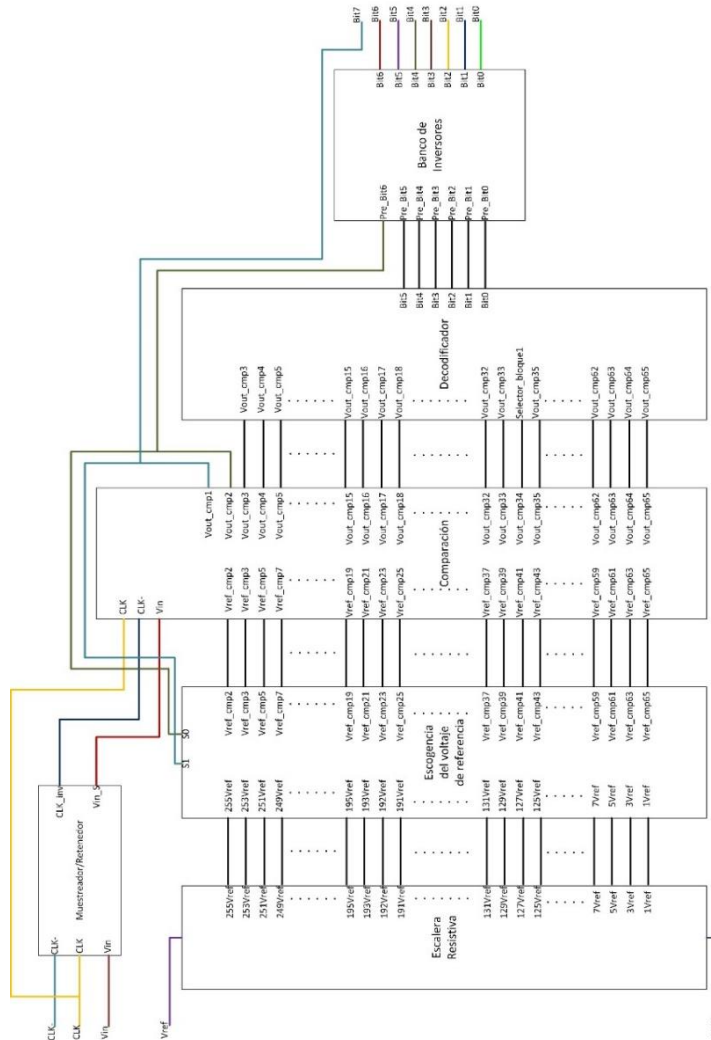 CLK-
CLK
Vin
Vref
CLK-
CLK
Vin
Muestreador/Retenedor
CLK_inv
Vin_S
Escalera
Resistiva
255Vref
253Vref
251Vref
249Vref
195Vref
193Vref
192Vref
191Vref
131Vref
129Vref
127Vref
125Vref
7Vref
5Vref
3Vref
1Vref
S1
S0
255Vref
253Vref
251Vref
249Vref
195Vref
193Vref
192Vref
191Vref
131Vref
129Vref
127Vref
125Vref
7Vref
5Vref
3Vref
1Vref
Escogencia
del voltaje
de referencia
Vref_cmp2
Vref_cmp3
Vref_cmp5
Vref_cmp7
Vref_cmp19
Vref_cmp21
Vref_cmp23
Vref_cmp25
Vref_cmp37
Vref_cmp39
Vref_cmp41
Vref_cmp43
Vref_cmp59
Vref_cmp61
Vref_cmp63
Vref_cmp65
CLK
CLK-
Vin
Vref_cmp2
Vref_cmp3
Vref_cmp5
Vref_cmp7
Vref_cmp19
Vref_cmp21
Vref_cmp23
Vref_cmp25
Vref_cmp37
Vref_cmp39
Vref_cmp41
Vref_cmp43
Vref_cmp59
Vref_cmp61
Vref_cmp63
Vref_cmp65
Comparación
Vout_cmp1
Vout_cmp2
Vout_cmp3
Vout_cmp4
Vout_cmp5
Vout_cmp15
Vout_cmp16
Vout_cmp17
Vout_cmp18
Vout_cmp32
Vout_cmp33
Vout_cmp34
Vout_cmp35
Vout_cmp62
Vout_cmp63
Vout_cmp64
Vout_cmp65
Vout_cmp3
Vout_cmp4
Vout_cmp5
Vout_cmp15
Vout_cmp16
Vout_cmp17
Vout_cmp18
Vout_cmp32
Vout_cmp33
Selector_bloque1
Vout_cmp35
Vout_cmp62
Vout_cmp63
Vout_cmp64
Vout_cmp65
Decodificador
Bit5
Bit4
Bit3
Bit2
Bit1
Bit0
Pre_Bit6
Pre_Bit5
Pre_Bit4
Pre_Bit3
Pre_Bit2
Pre_Bit1
Pre_Bit0
Banco de
Inversores
Bit6
Bit5
Bit4
Bit3
Bit2
Bit1
Bit0
Bit7
Bit6
Bit5
Bit4
Bit3
Bit2
Bit1
Bit0